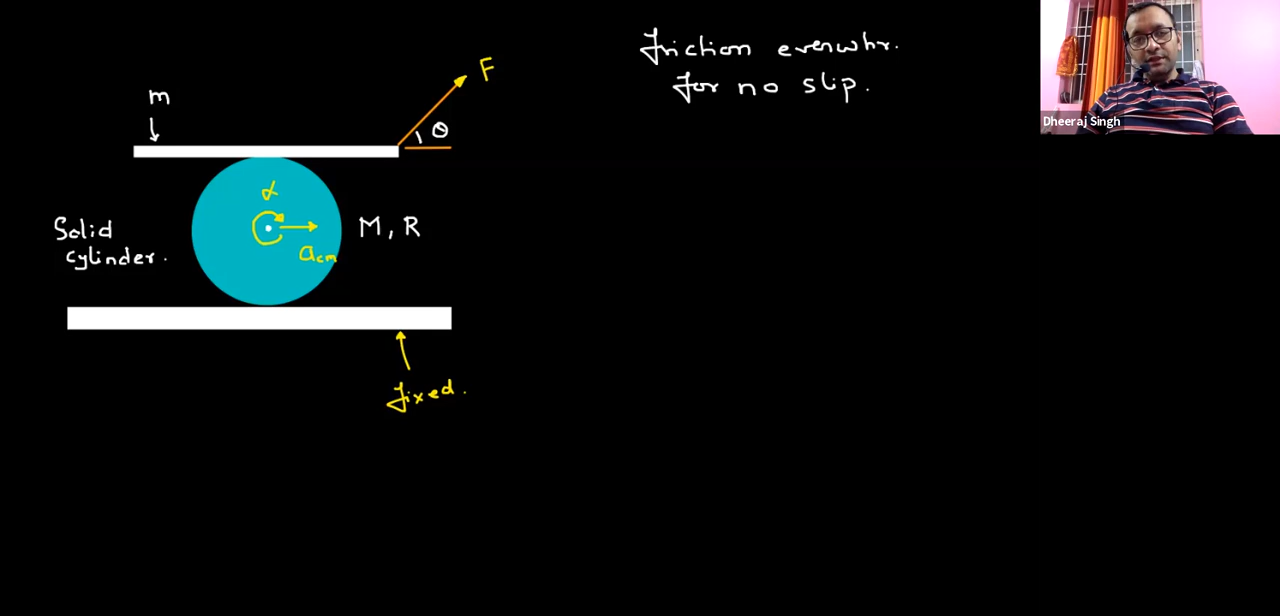 friction everywhr.
for no slip.
F
m
θ
α
Solid
cylinder.
M, R
acm
fixed.
Dheeraj Singh